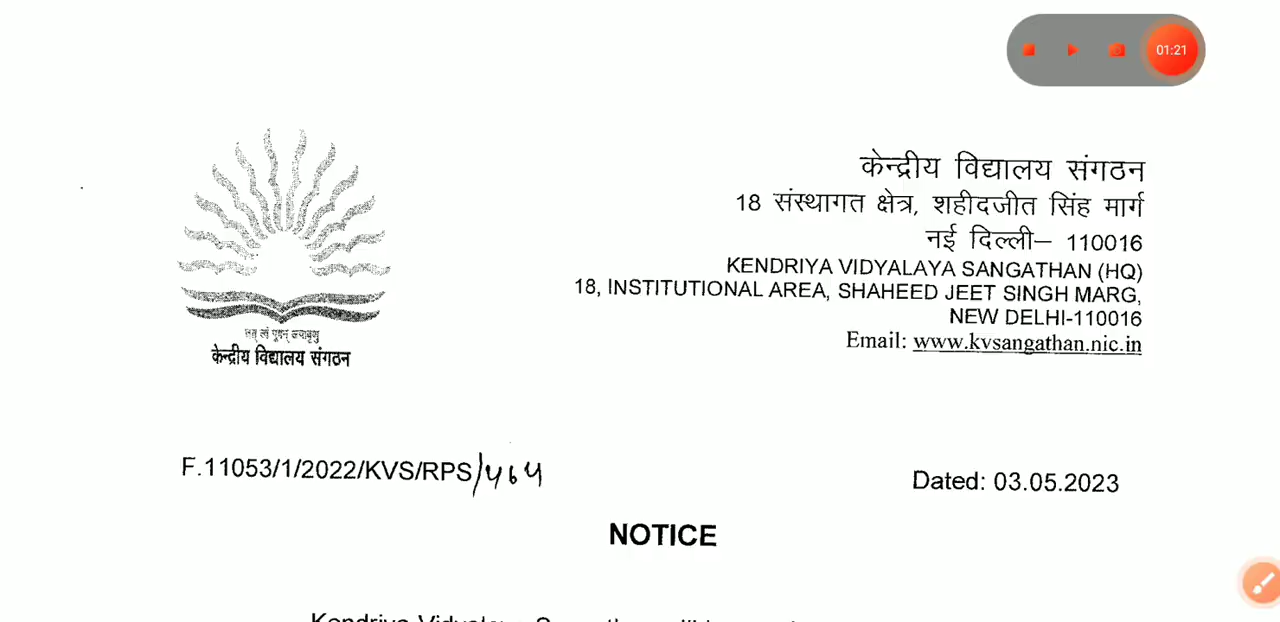 01:21
केन्द्रीय विद्यालय संगठन
18 संस्थागत क्षेत्र, शहीदजीत सिंह मार्ग
नई दिल्ली– 110016
KENDRIYA VIDYALAYA SANGATHAN (HQ)
18, INSTITUTIONAL AREA, SHAHEED JEET SINGH MARG,
NEW DELHI-110016
Email: www.kvsangathan.nic.in
केन्द्रीय विद्यालय संगठन
F.11053/1/2022/KVS/RPS/464
Dated: 03.05.2023
NOTICE